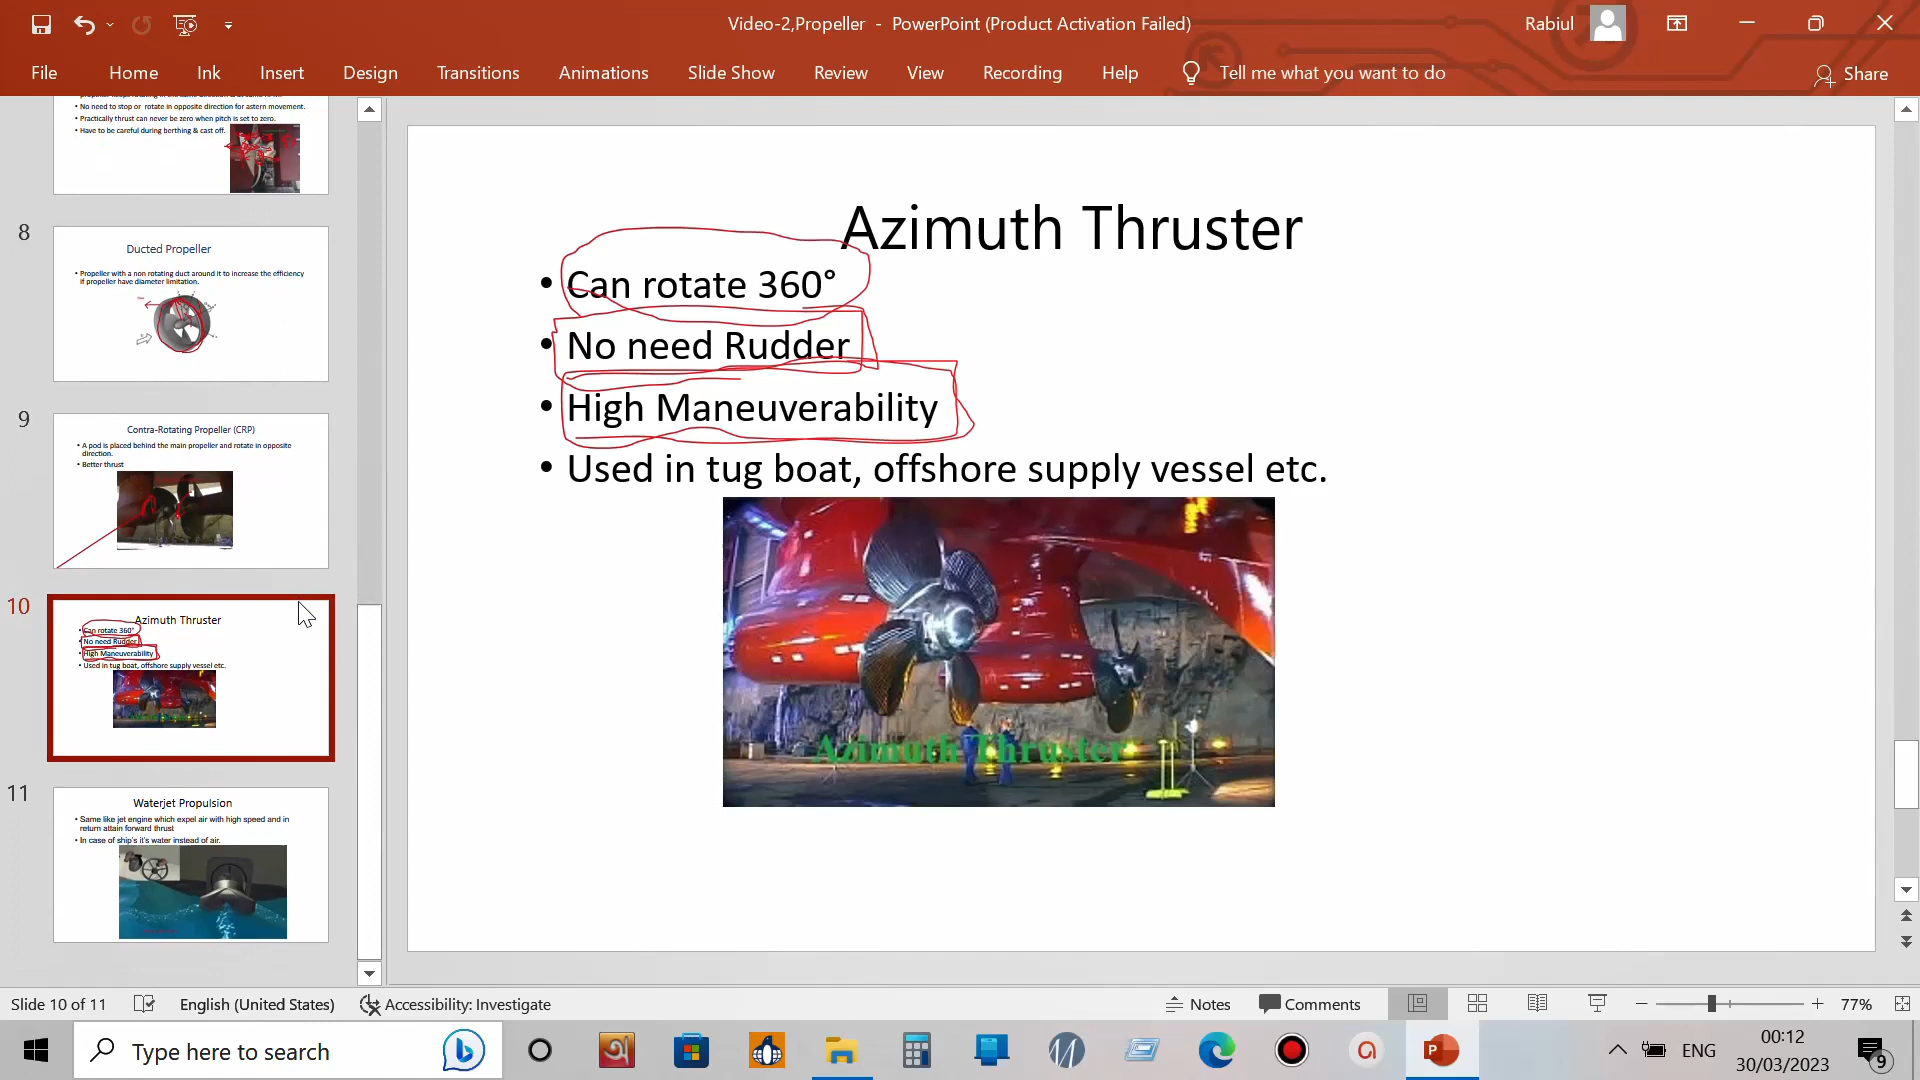 Video-2,Propeller - PowerPoint (Product Activation Failed)
Rabiul
File Home Ink Insert Design Transitions Animations Slide Show Review View Recording Help Tell me what you want to do Share
• No need to stop or rotate in opposite direction for astern movement.
• Practically thrust can never be zero when pitch is set to zero.
• Have to be careful during berthing & cast off.
8
Ducted Propeller
• Propeller with a non rotating duct around it to increase the efficiency
if propeller have diameter limitation.
9
Contra-Rotating Propeller (CRP)
• A pod is placed behind the main propeller and rotate in opposite
direction.
• Better thrust
10
Azimuth Thruster
• Can rotate 360°
• No need Rudder
• High Maneuverability
• Used in tug boat, offshore supply vessel etc.
11
Waterjet Propulsion
• Same like jet engine which expel air with high speed and in
return attain forward thrust
• In case of ship's it's water instead of air.
Azimuth Thruster
• Can rotate 360°
• No need Rudder
• High Maneuverability
• Used in tug boat, offshore supply vessel etc.
Azimuth Thruster
Slide 10 of 11 English (United States) Accessibility: Investigate Notes Comments 77%
Type here to search
অ
ENG
00:12
30/03/2023
9